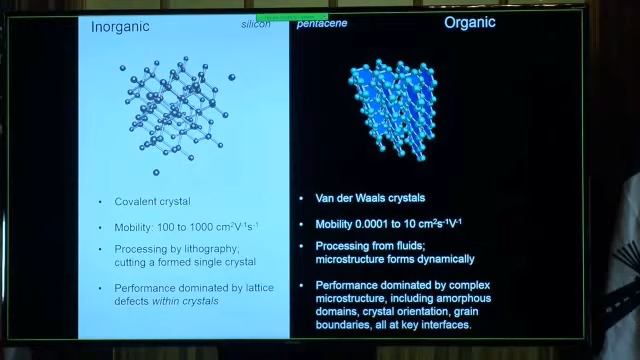 Inorganic
silicon
pentacene
Organic
• Covalent crystal
• Mobility: 100 to 1000 cm²V⁻¹s⁻¹
• Processing by lithography;
cutting a formed single crystal
• Performance dominated by lattice
defects within crystals
• Van der Waals crystals
• Mobility 0.0001 to 10 cm²s⁻¹V⁻¹
• Processing from fluids;
microstructure forms dynamically
• Performance dominated by complex
microstructure, including amorphous
domains, crystal orientation, grain
boundaries, all at key interfaces.